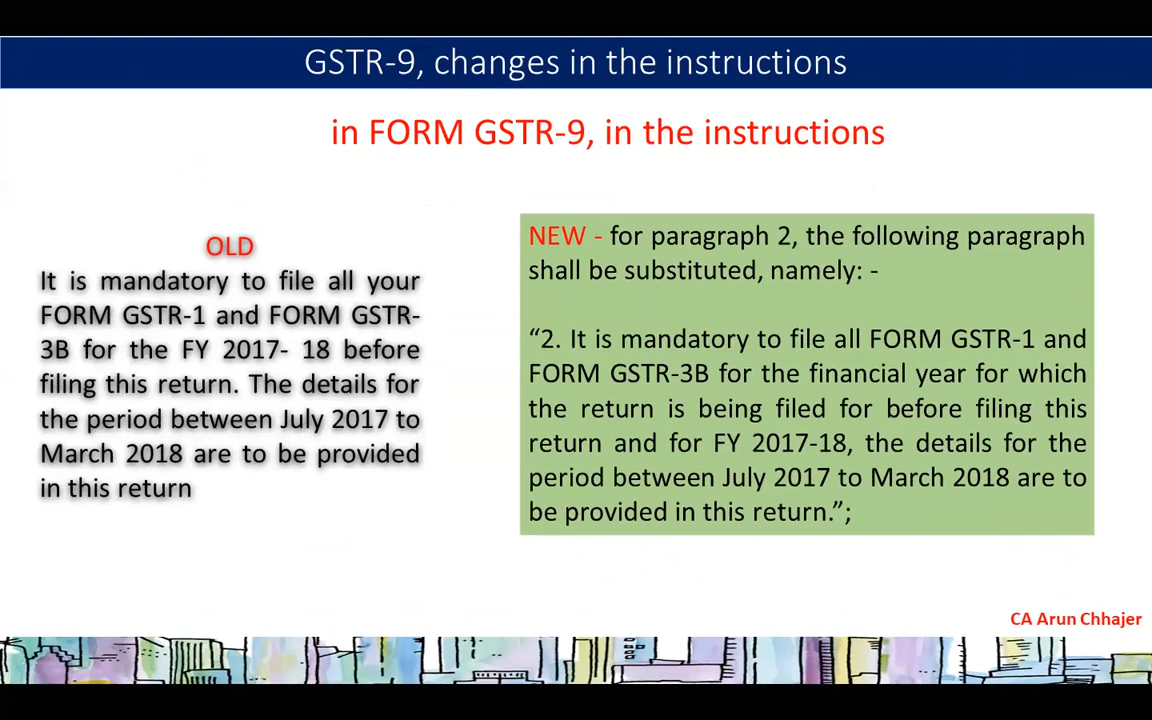 GSTR-9, changes in the instructions
in FORM GSTR-9, in the instructions
OLD
It is mandatory to file all your
FORM GSTR-1 and FORM GSTR-
3B for the FY 2017- 18 before
filing this return. The details for
the period between July 2017 to
March 2018 are to be provided
in this return
NEW - for paragraph 2, the following paragraph
shall be substituted, namely: -
“2. It is mandatory to file all FORM GSTR-1 and
FORM GSTR-3B for the financial year for which
the return is being filed for before filing this
return and for FY 2017-18, the details for the
period between July 2017 to March 2018 are to
be provided in this return.”;
CA Arun Chhajer